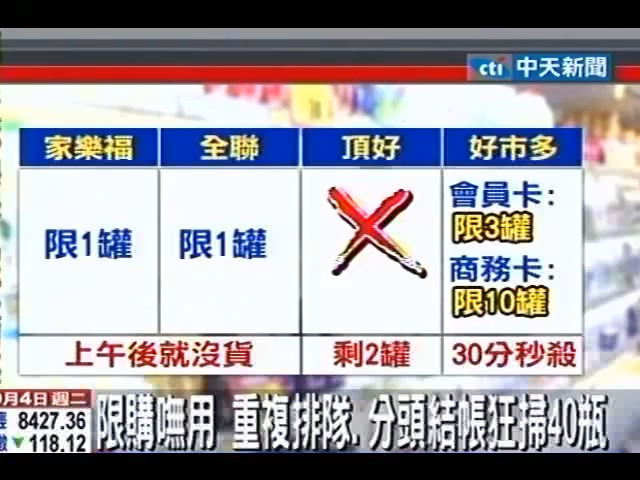 cti 中天新聞
家樂福 全聯 頂好 好市多
限1罐 限1罐 會員卡:
限3罐
商務卡:
限10罐
上午後就沒貨 剩2罐 30分秒殺
月4日週二
8427.36
▼118.12
限購嘸用 重複排隊.分頭結帳狂掃40瓶